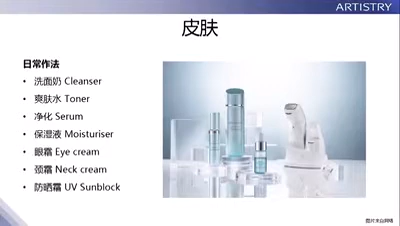 ARTISTRY
皮肤
日常作法
• 洗面奶 Cleanser
• 爽肤水 Toner
• 净化 Serum
• 保湿液 Moisturiser
• 眼霜 Eye cream
• 颈霜 Neck cream
• 防晒霜 UV Sunblock
图片来自网络